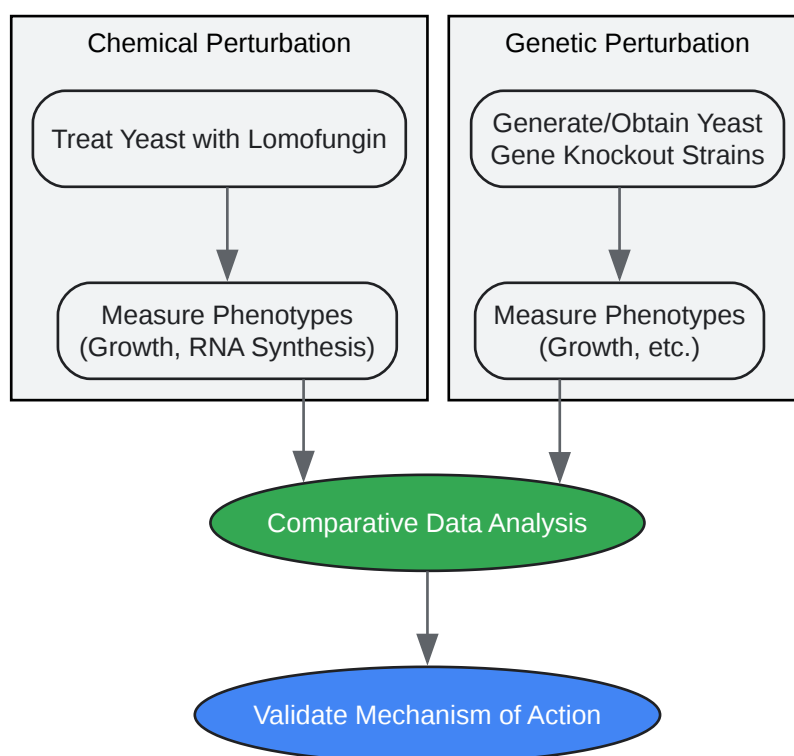 Chemical Perturbation
Treat Yeast with Lomofungin
Measure Phenotypes
(Growth, RNA Synthesis)
Genetic Perturbation
Generate/Obtain Yeast
Gene Knockout Strains
Measure Phenotypes
(Growth, etc.)
Comparative Data Analysis
Validate Mechanism of Action